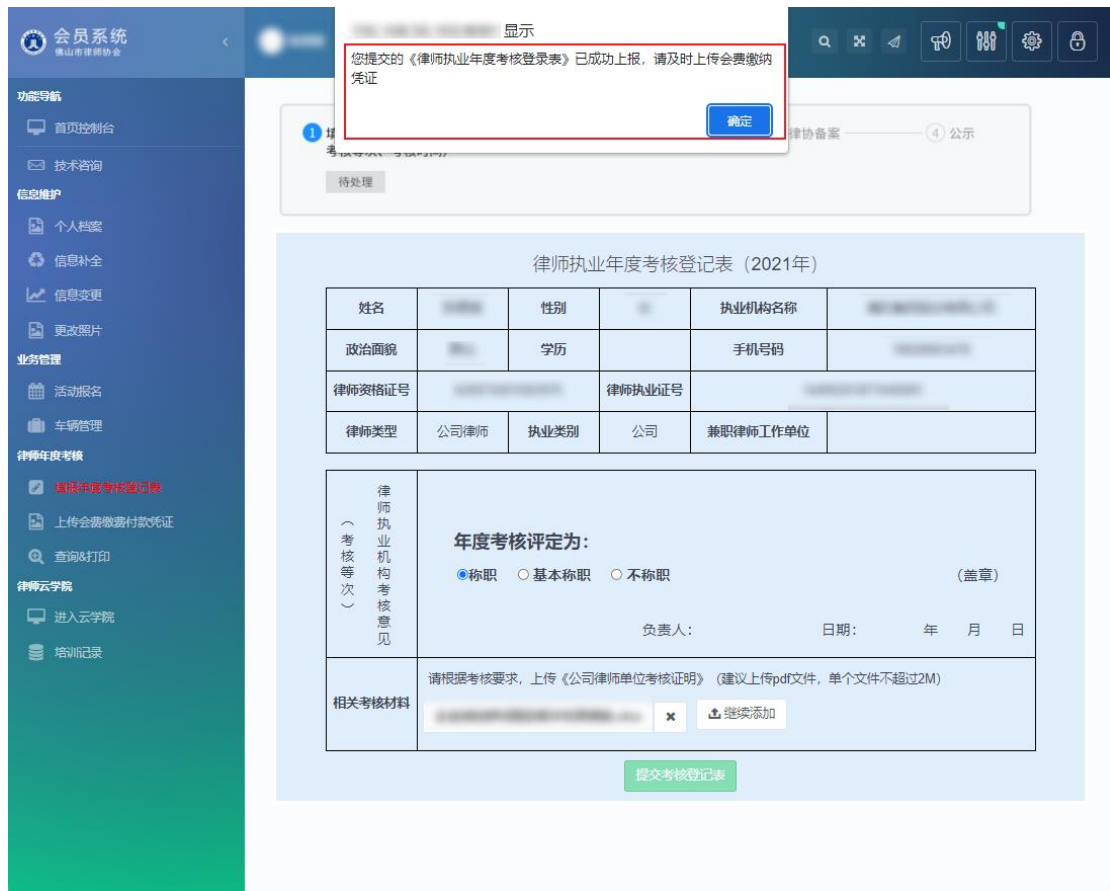 会员系统
佛山市律师协会
显示
您提交的《律师执业年度考核登录表》已成功上报，请及时上传会费缴纳
凭证
确定
功能导航
首页控制台
技术咨询
信息维护
个人档案
信息补全
信息变更
更改照片
业务管理
活动报名
车辆管理
律师年度考核
填报年度考核登记表
上传会费缴费付款凭证
查询&打印
律师云学院
进入云学院
培训记录
1
律协备案
4 公示
待处理
律师执业年度考核登记表（2021年）
姓名 性别 执业机构名称
政治面貌 学历 手机号码
律师资格证号 律师执业证号
律师类型 公司律师 执业类别 公司 兼职律师工作单位
律师执业机构考核意见
（考核等次）
年度考核评定为：
称职 基本称职 不称职 （盖章）
负责人： 日期： 年 月 日
相关考核材料
请根据考核要求，上传《公司律师单位考核证明》（建议上传pdf文件，单个文件不超过2M）
继续添加
提交考核登记表